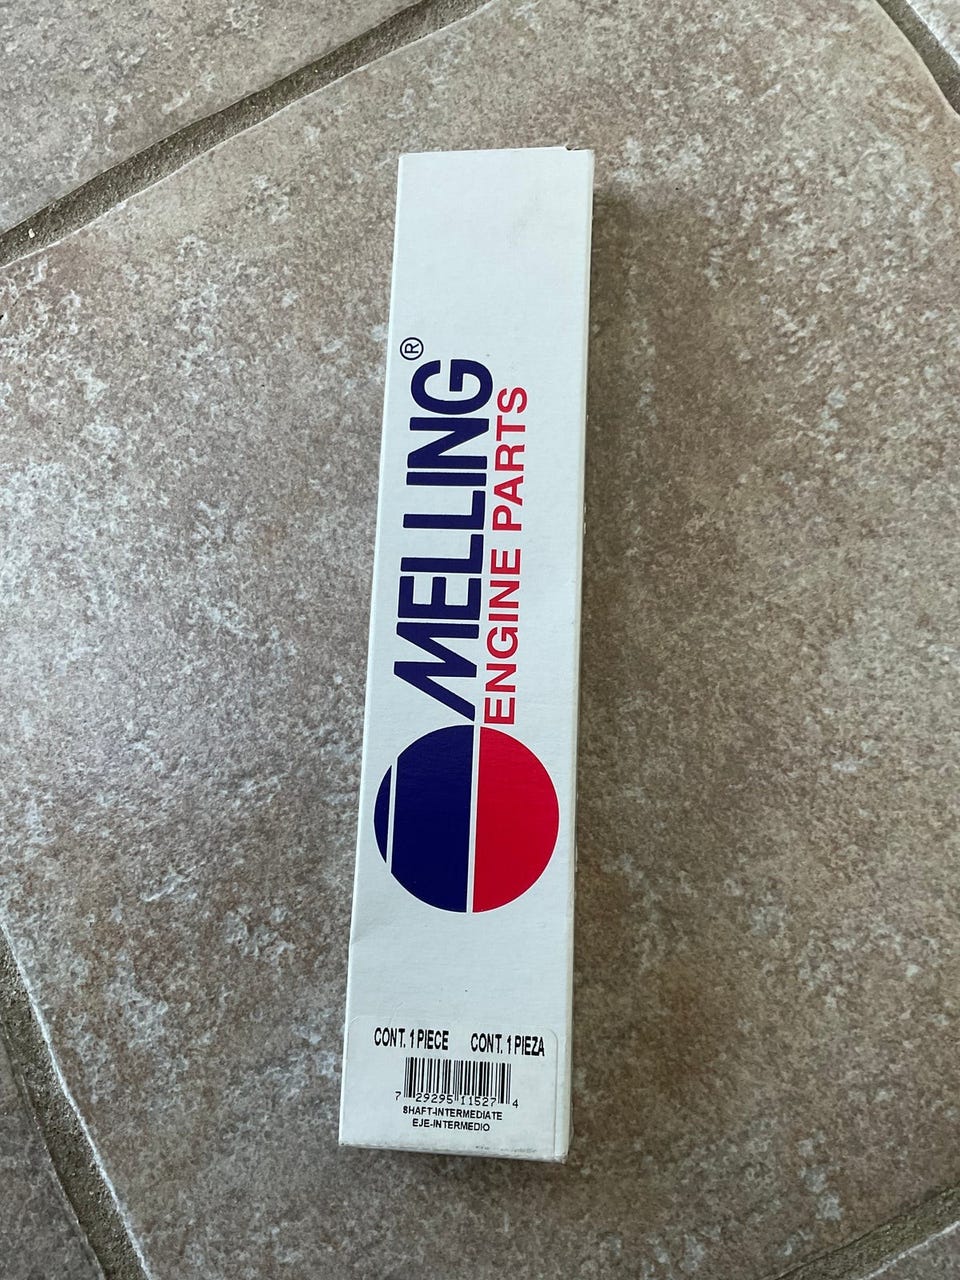 MELLING®
ENGINE PARTS
CONT. 1 PIECE CONT. 1 PIEZA
7 29295 11527 4
SHAFT-INTERMEDIATE
EJE-INTERMEDIO